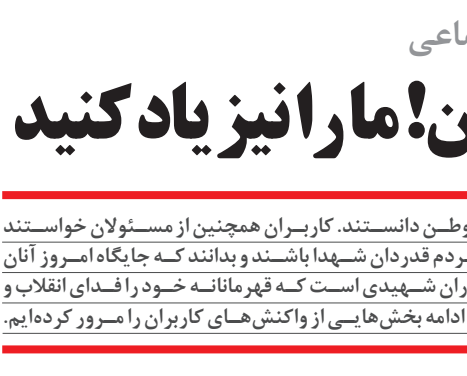 ماعی
ن! ما را نیز یاد کنید
وطن دانستند. کاربران همچنین از مسئولان خواستند
ردم قدردان شهدا باشند و بدانند که جایگاه امروز آنان
ران شهیدی است که قهرمانانه خود را فدای انقلاب و
ادامه بخش‌هایی از واکنش‌های کاربران را مرور کرده‌ایم.